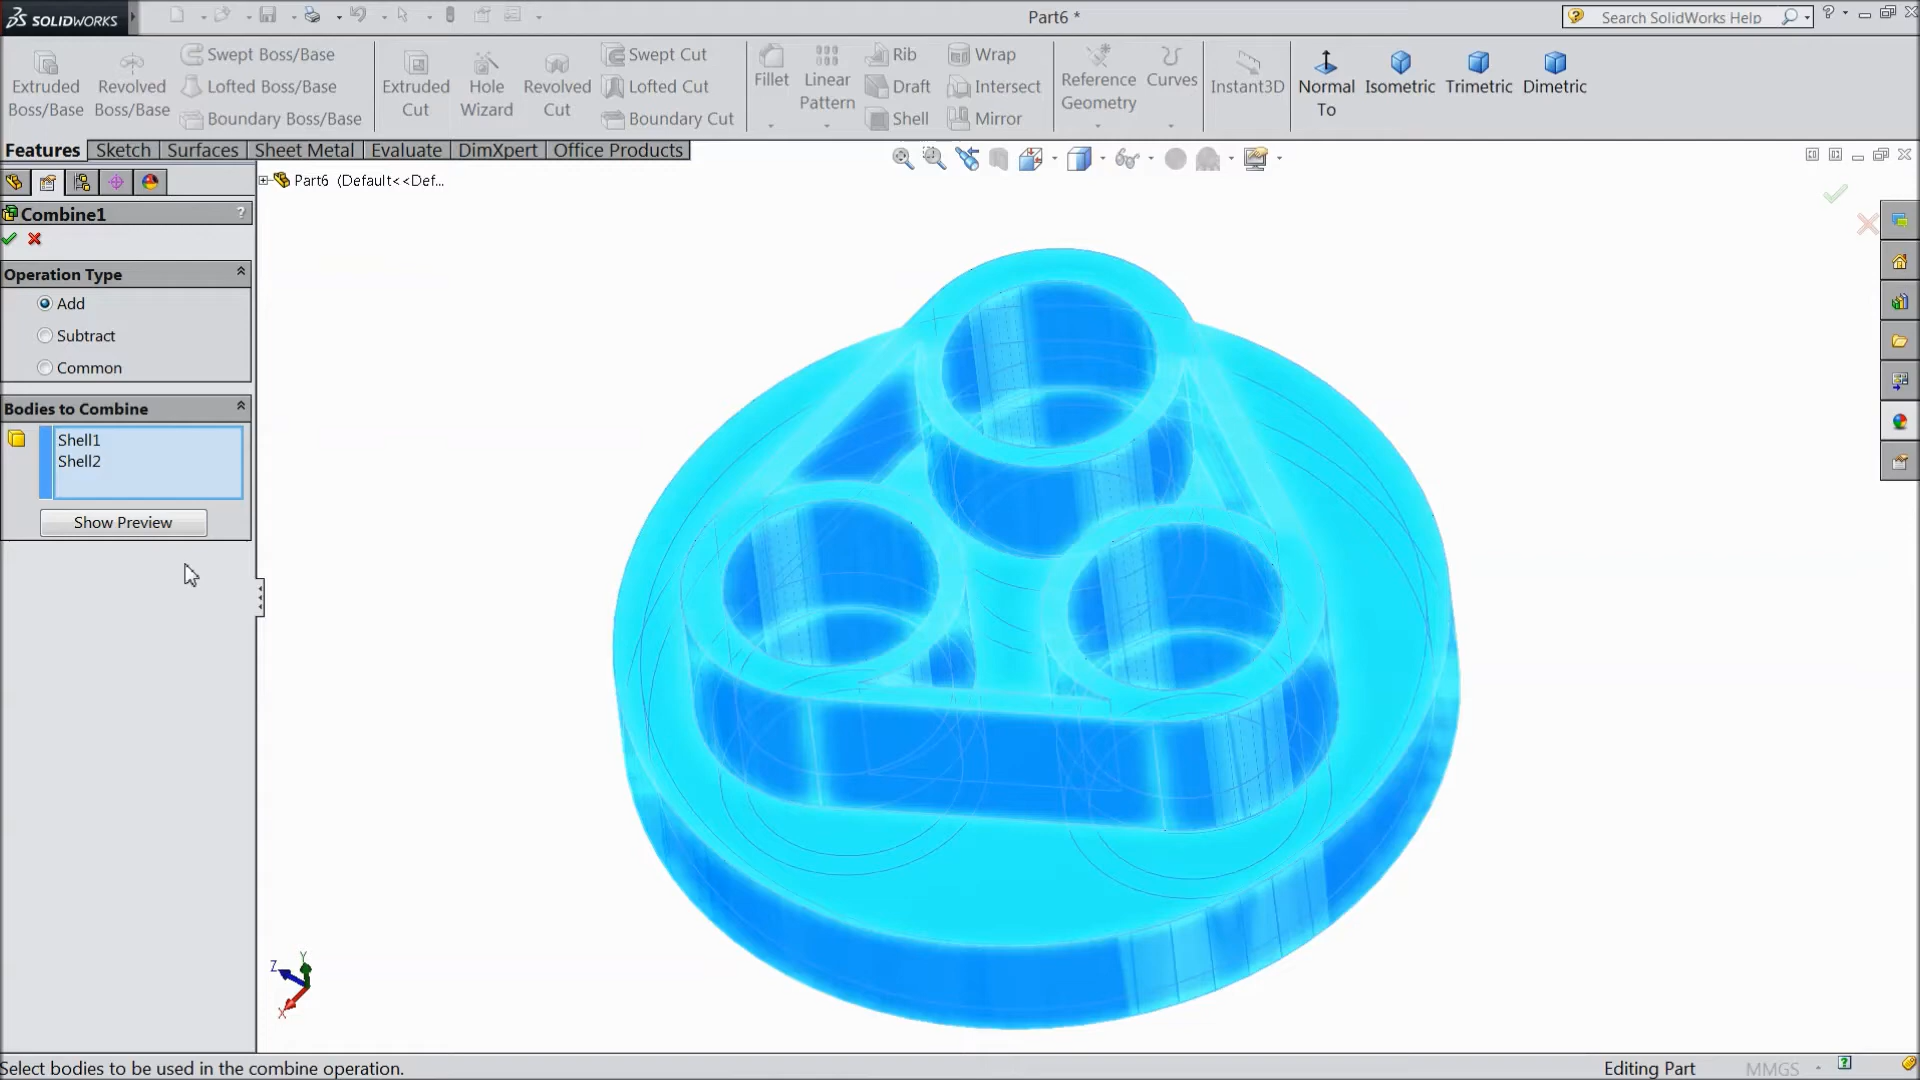 SOLIDWORKS
Part6 *
Search SolidWorks Help
Extruded Boss/Base
Revolved Boss/Base
Swept Boss/Base
Lofted Boss/Base
Boundary Boss/Base
Extruded Cut
Hole Wizard
Revolved Cut
Swept Cut
Lofted Cut
Boundary Cut
Fillet
Linear Pattern
Rib
Draft
Shell
Wrap
Intersect
Mirror
Reference Geometry
Curves
Instant3D
Normal To
Isometric
Trimetric
Dimetric
Features
Sketch
Surfaces
Sheet Metal
Evaluate
DimXpert
Office Products
Part6 (Default<<Def...
Combine1
?
Operation Type
Add
Subtract
Common
Bodies to Combine
Shell1
Shell2
Show Preview
Y
Z
X
Select bodies to be used in the combine operation.
Editing Part
MMGS